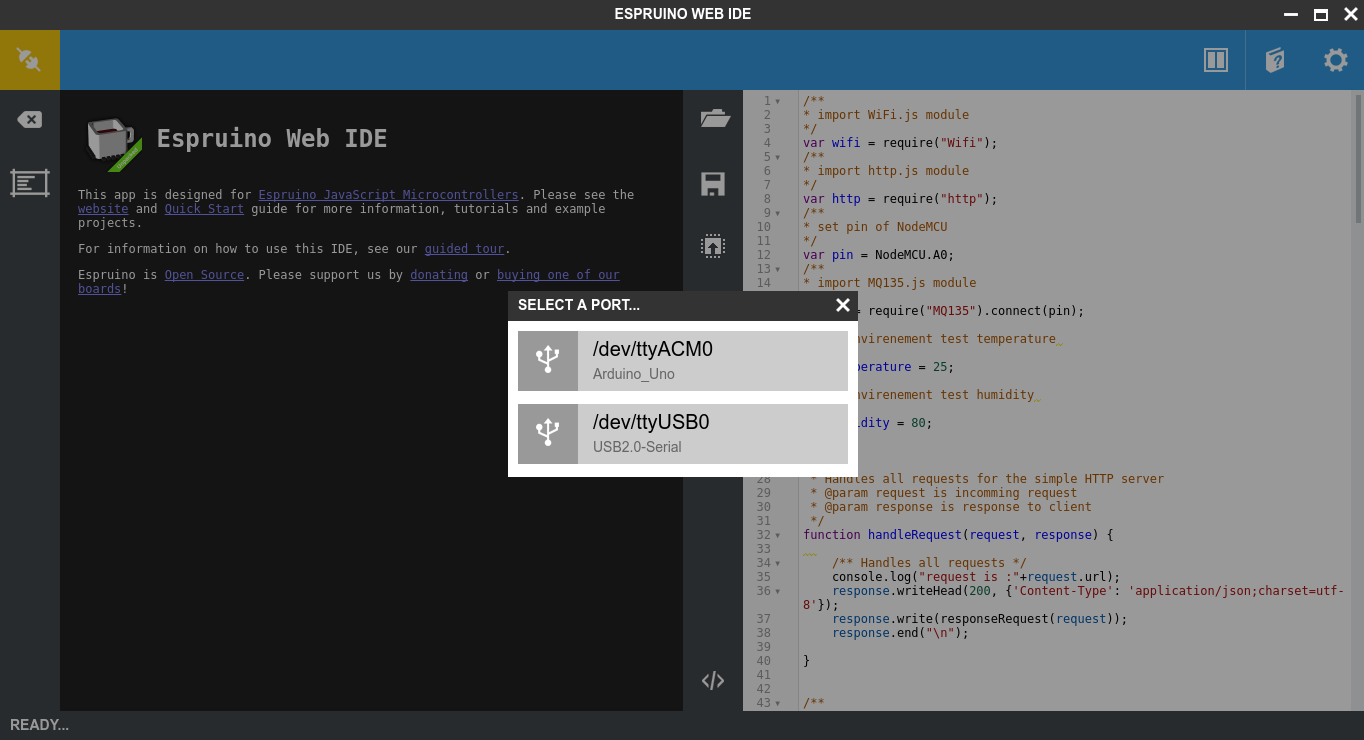 ESPRUINO WEB IDE
Espruino Web IDE
This app is designed for Espruino JavaScript Microcontrollers. Please see the
website and Quick Start guide for more information, tutorials and example
projects.
For information on how to use this IDE, see our guided tour.
Espruino is Open Source. Please support us by donating or buying one of our
boards!
SELECT A PORT...
/dev/ttyACM0
Arduino_Uno
/dev/ttyUSB0
USB2.0-Serial
1 /**
2 * import WiFi.js module
3 */
4 var wifi = require("Wifi");
5 /**
6 * import http.js module
7 */
8 var http = require("http");
9 /**
10 * set pin of NodeMCU
11 */
12 var pin = NodeMCU.A0;
13 /**
14 * import MQ135.js module
= require("MQ135").connect(pin);
virenement test temperature
erature = 25;
virenement test humidity
dity = 80;
28 * Handles all requests for the simple HTTP server
29 * @param request is incomming request
30 * @param response is response to client
31 */
32 function handleRequest(request, response) {
33
34 /** Handles all requests */
35 console.log("request is :"+request.url);
36 response.writeHead(200, {'Content-Type': 'application/json;charset=utf-
8'});
37 response.write(responseRequest(request));
38 response.end("\n");
39
40 }
41
42
43 /**
READY...